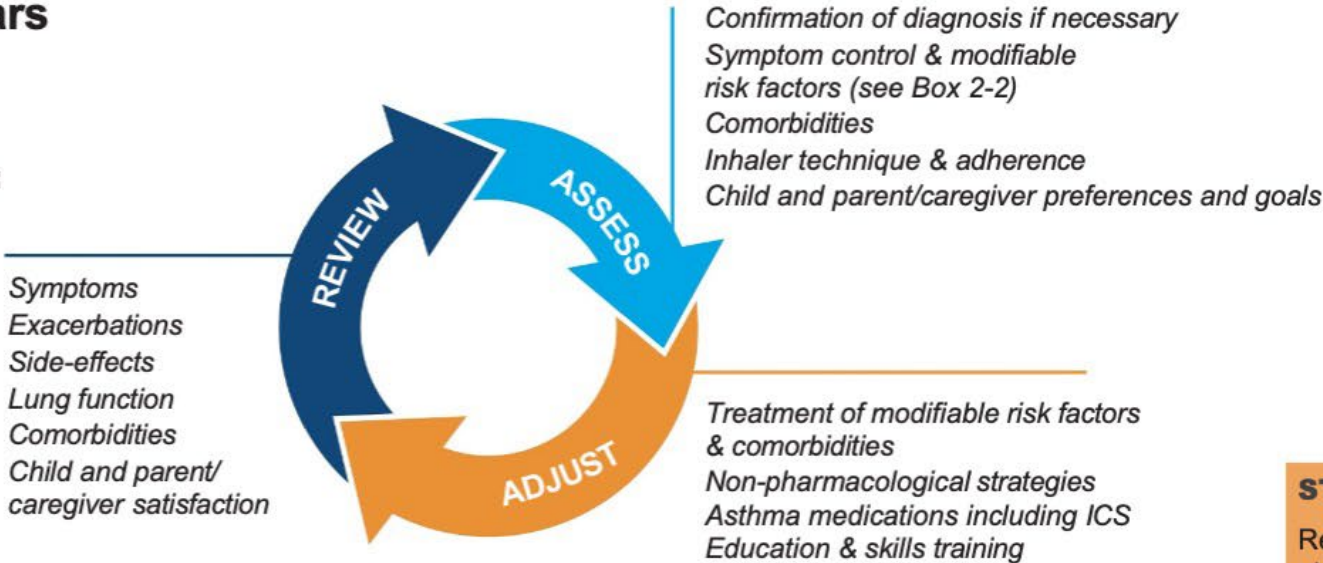 Confirmation of diagnosis if necessary
Symptom control & modifiable
risk factors (see Box 2-2)
Comorbidities
Inhaler technique & adherence
Child and parent/caregiver preferences and goals
ASSESS
REVIEW
Symptoms
Exacerbations
Side-effects
Lung function
Comorbidities
Child and parent/
caregiver satisfaction
ADJUST
Treatment of modifiable risk factors
& comorbidities
Non-pharmacological strategies
Asthma medications including ICS
Education & skills training